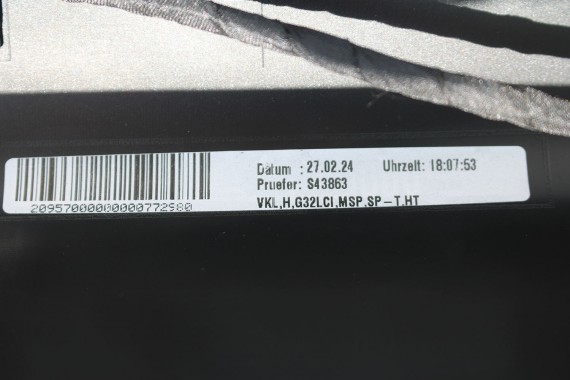 Datum : 27.02.24 Uhrzeit: 18:07:53
Pruefer: S43863
VKL,H,G32LCI,MSP,SP-T,HT
20957000000000772980